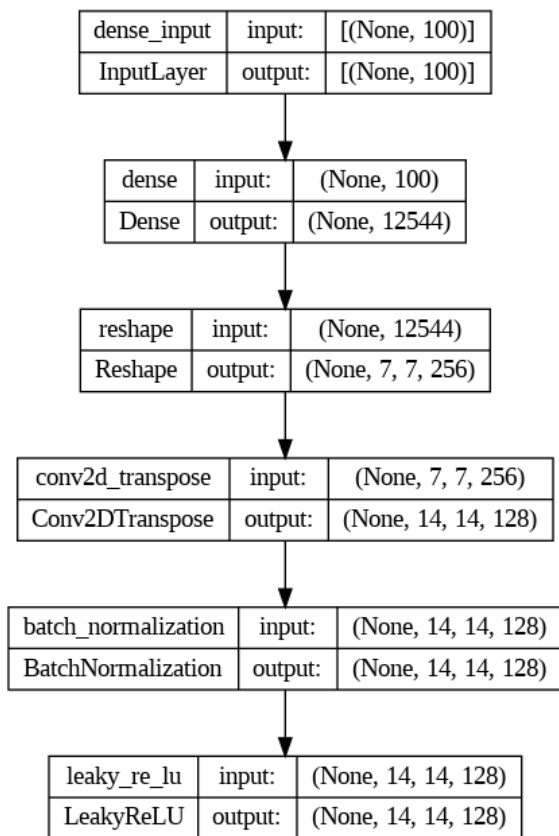 dense_input input: [(None, 100)]
InputLayer output: [(None, 100)]
dense input: (None, 100)
Dense output: (None, 12544)
reshape input: (None, 12544)
Reshape output: (None, 7, 7, 256)
conv2d_transpose input: (None, 7, 7, 256)
Conv2DTranspose output: (None, 14, 14, 128)
batch_normalization input: (None, 14, 14, 128)
BatchNormalization output: (None, 14, 14, 128)
leaky_re_lu input: (None, 14, 14, 128)
LeakyReLU output: (None, 14, 14, 128)